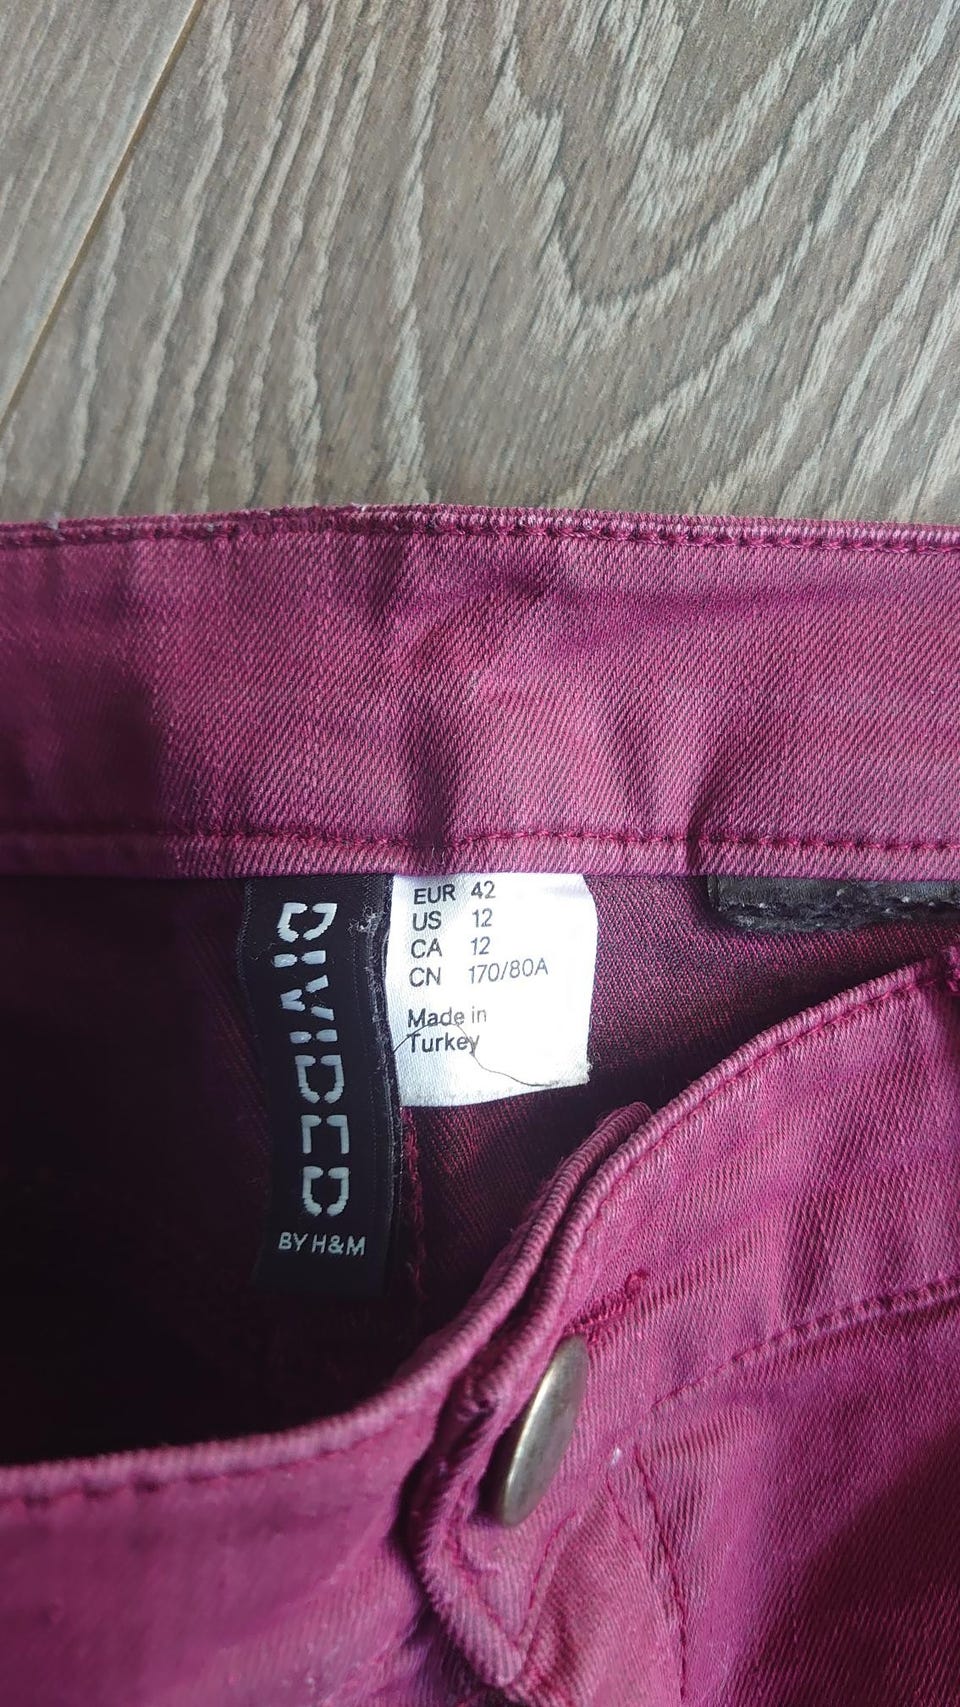 DIVIDED
BY H&M
EUR 42
US 12
CA 12
CN 170/80A
Made in
Turkey